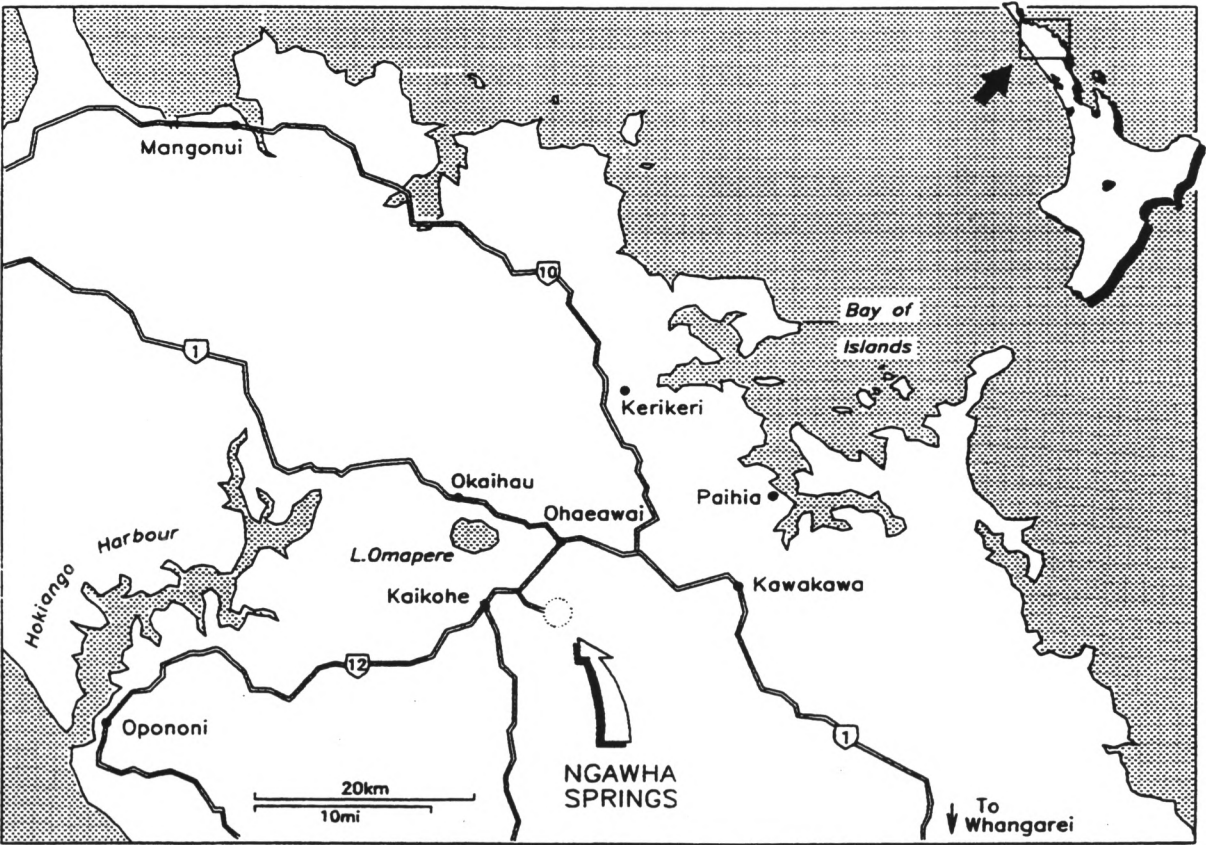 Mangonui
10
Bay of
Islands
1
Kerikeri
Okaihau
Paihia
Ohaeawai
Harbour
L.Omapere
Hokianga
Kaikohe
Kawakawa
12
Opononi
1
NGAWHA
SPRINGS
20km
10mi
To
Whangarei